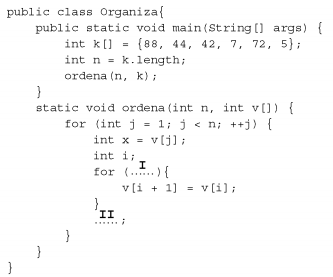 public class Organiza{
public static void main(String[] args) {
int k[] = {88, 44, 42, 7, 72, 5};
int n = k.length;
ordena(n, k);
}
static void ordena(int n, int v[]) {
for (int j = 1; j < n; ++j) {
int x = v[j];
int i;
for (..I...){
v[i + 1] = v[i];
}
..II...;
}
}
}